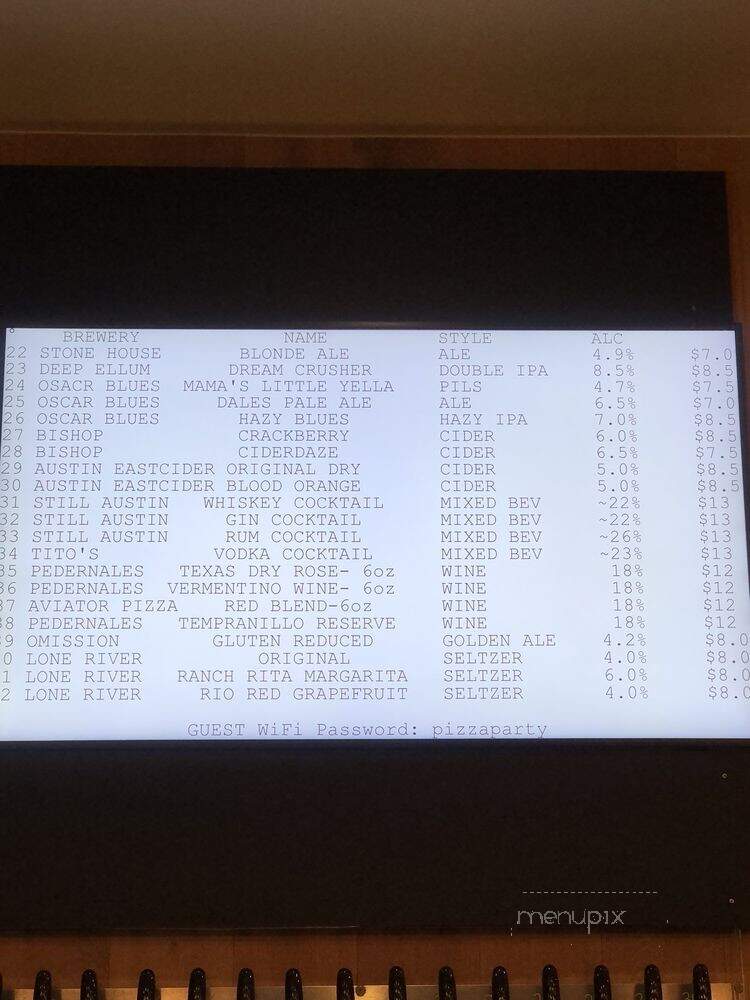 BREWERY NAME STYLE ALC
22 STONE HOUSE BLONDE ALE ALE 4.9% $7.0
23 DEEP ELLUM DREAM CRUSHER DOUBLE IPA 8.5% $8.5
24 OSACR BLUES MAMA'S LITTLE YELLA PILS 4.7% $7.5
25 OSCAR BLUES DALES PALE ALE ALE 6.5% $7.0
26 OSCAR BLUES HAZY BLUES HAZY IPA 7.0% $8.5
27 BISHOP CRACKBERRY CIDER 6.0% $8.5
28 BISHOP CIDERDAZE CIDER 6.5% $7.5
29 AUSTIN EASTCIDER ORIGINAL DRY CIDER 5.0% $8.5
30 AUSTIN EASTCIDER BLOOD ORANGE CIDER 5.0% $8.5
31 STILL AUSTIN WHISKEY COCKTAIL MIXED BEV ~22% $13
32 STILL AUSTIN GIN COCKTAIL MIXED BEV ~22% $13
33 STILL AUSTIN RUM COCKTAIL MIXED BEV ~26% $13
34 TITO'S VODKA COCKTAIL MIXED BEV ~23% $13
35 PEDERNALES TEXAS DRY ROSE- 6oz WINE 18% $12
36 PEDERNALES VERMENTINO WINE- 6oz WINE 18% $12
37 AVIATOR PIZZA RED BLEND-6oz WINE 18% $12
8 PEDERNALES TEMPRANILLO RESERVE WINE 18% $12
9 OMISSION GLUTEN REDUCED GOLDEN ALE 4.2% $8.0
0 LONE RIVER ORIGINAL SELTZER 4.0% $8.0
1 LONE RIVER RANCH RITA MARGARITA SELTZER 6.0% $8.0
2 LONE RIVER RIO RED GRAPEFRUIT SELTZER 4.0% $8.0
GUEST WiFi Password: pizzaparty
menupix